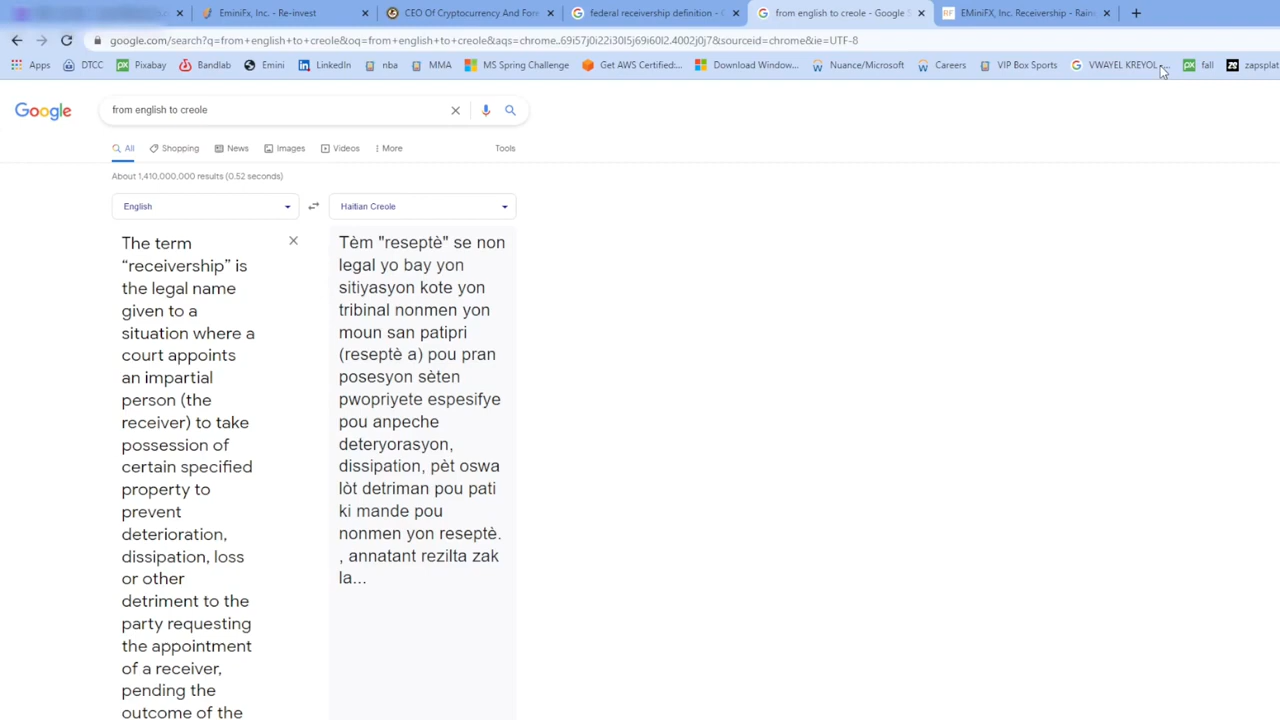 EminiFx, Inc. - Re-invest
CEO Of Cryptocurrency And Fore
federal receivership definition -
from english to creole - Google S
EMiniFX, Inc. Receivership - Rain
google.com/search?q=from+english+to+creole&oq=from+english+to+creole&aqs=chrome..69i57j0i22i30l5j69i60l2.4002j0j7&sourceid=chrome&ie=UTF-8
Apps DTCC Pixabay Bandlab Emini LinkedIn nba MMA MS Spring Challenge Get AWS Certified:... Download Window... Nuance/Microsoft Careers VIP Box Sports VWAYEL KREYOL fall zapsplat
Google
from english to creole
All Shopping News Images Videos More Tools
About 1,410,000,000 results (0.52 seconds)
English
Haitian Creole
The term
“receivership” is
the legal name
given to a
situation where a
court appoints
an impartial
person (the
receiver) to take
possession of
certain specified
property to
prevent
deterioration,
dissipation, loss
or other
detriment to the
party requesting
the appointment
of a receiver,
pending the
outcome of the
Tèm "reseptè" se non
legal yo bay yon
sitiyasyon kote yon
tribinal nonmen yon
moun san patipri
(reseptè a) pou pran
posesyon sèten
pwopriyete espesifye
pou anpeche
deteryorasyon,
dissipation, pèt oswa
lòt detriman pou pati
ki mande pou
nonmen yon reseptè.
, annatant rezilta zak
la...